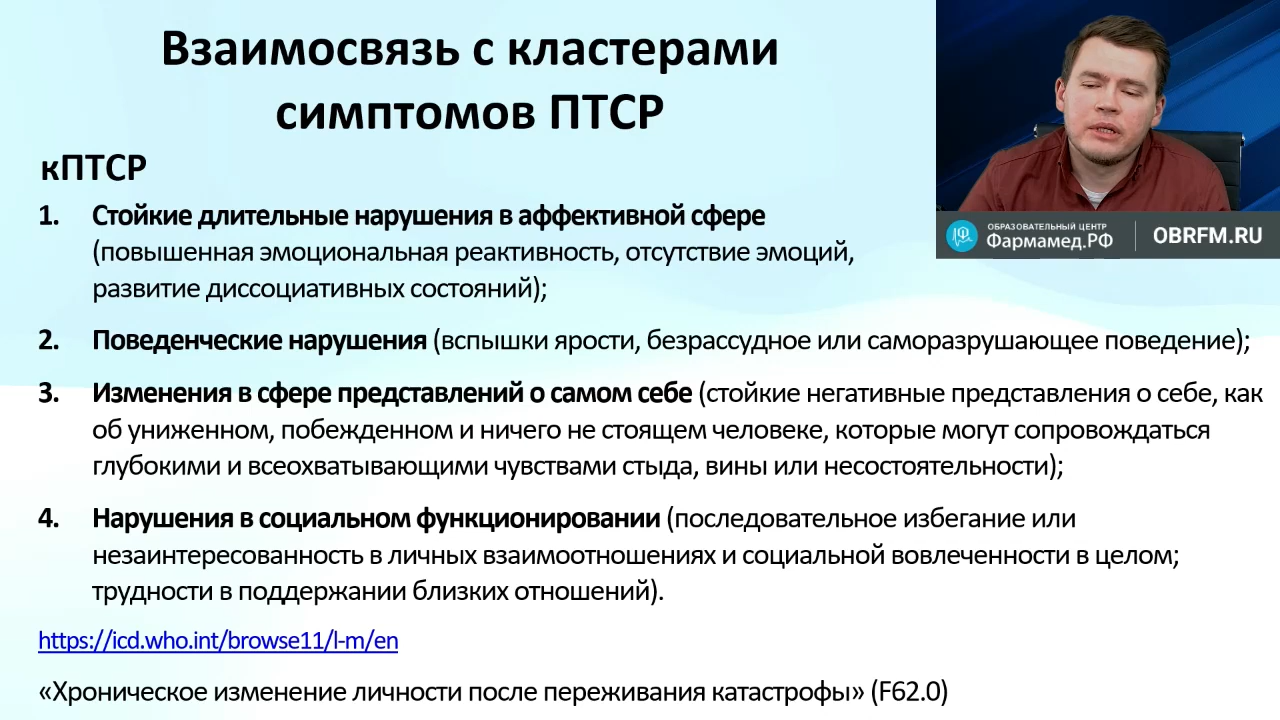 Взаимосвязь с кластерами
симптомов ПТСР
кПТСР
1. Стойкие длительные нарушения в аффективной сфере
(повышенная эмоциональная реактивность, отсутствие эмоций,
развитие диссоциативных состояний);
2. Поведенческие нарушения (вспышки ярости, безрассудное или саморазрушающее поведение);
3. Изменения в сфере представлений о самом себе (стойкие негативные представления о себе, как
об униженном, побежденном и ничего не стоящем человеке, которые могут сопровождаться
глубокими и всеохватывающими чувствами стыда, вины или несостоятельности);
4. Нарушения в социальном функционировании (последовательное избегание или
незаинтересованность в личных взаимоотношениях и социальной вовлеченности в целом;
трудности в поддержании близких отношений).
https://icd.who.int/browse11/l-m/en
«Хроническое изменение личности после переживания катастрофы» (F62.0)
ОБРАЗОВАТЕЛЬНЫЙ ЦЕНТР
Фармамед.РФ
OBRFM.RU